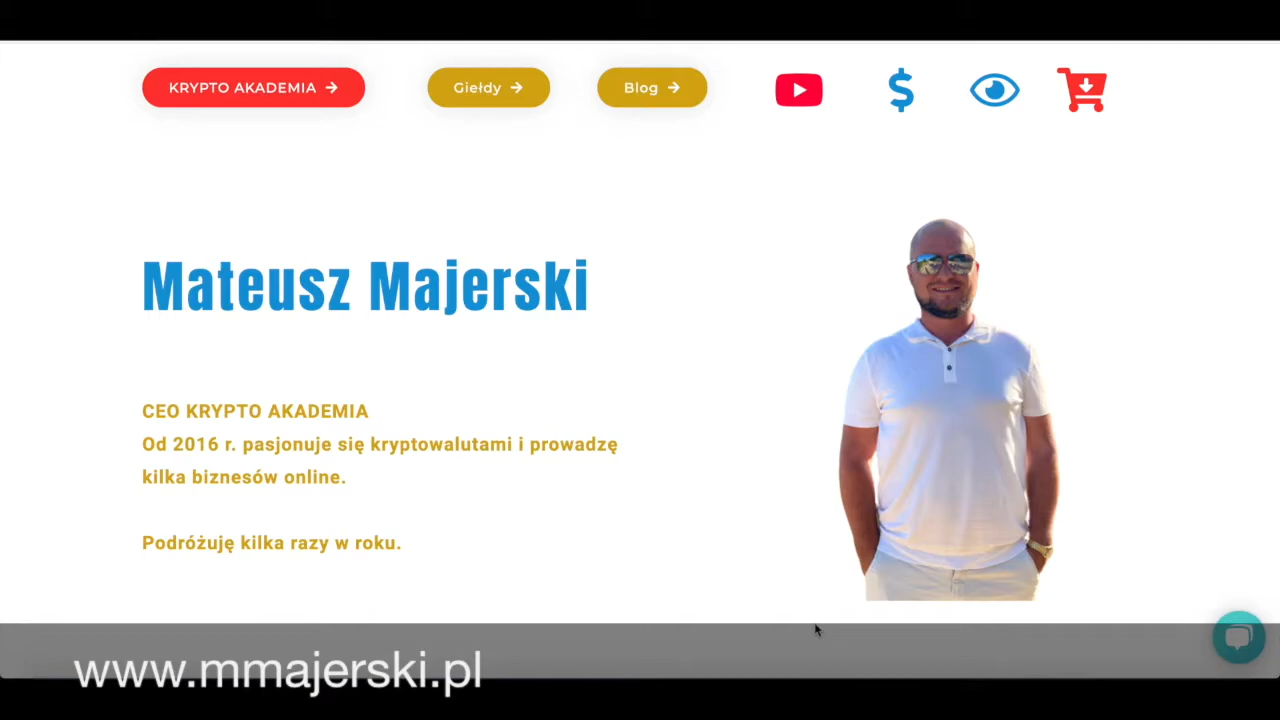 KRYPTO AKADEMIA
Giełdy
Blog
Mateusz Majerski
CEO KRYPTO AKADEMIA
Od 2016 r. pasjonuje się kryptowalutami i prowadzę
kilka biznesów online.
Podróżuję kilka razy w roku.
www.mmajerski.pl